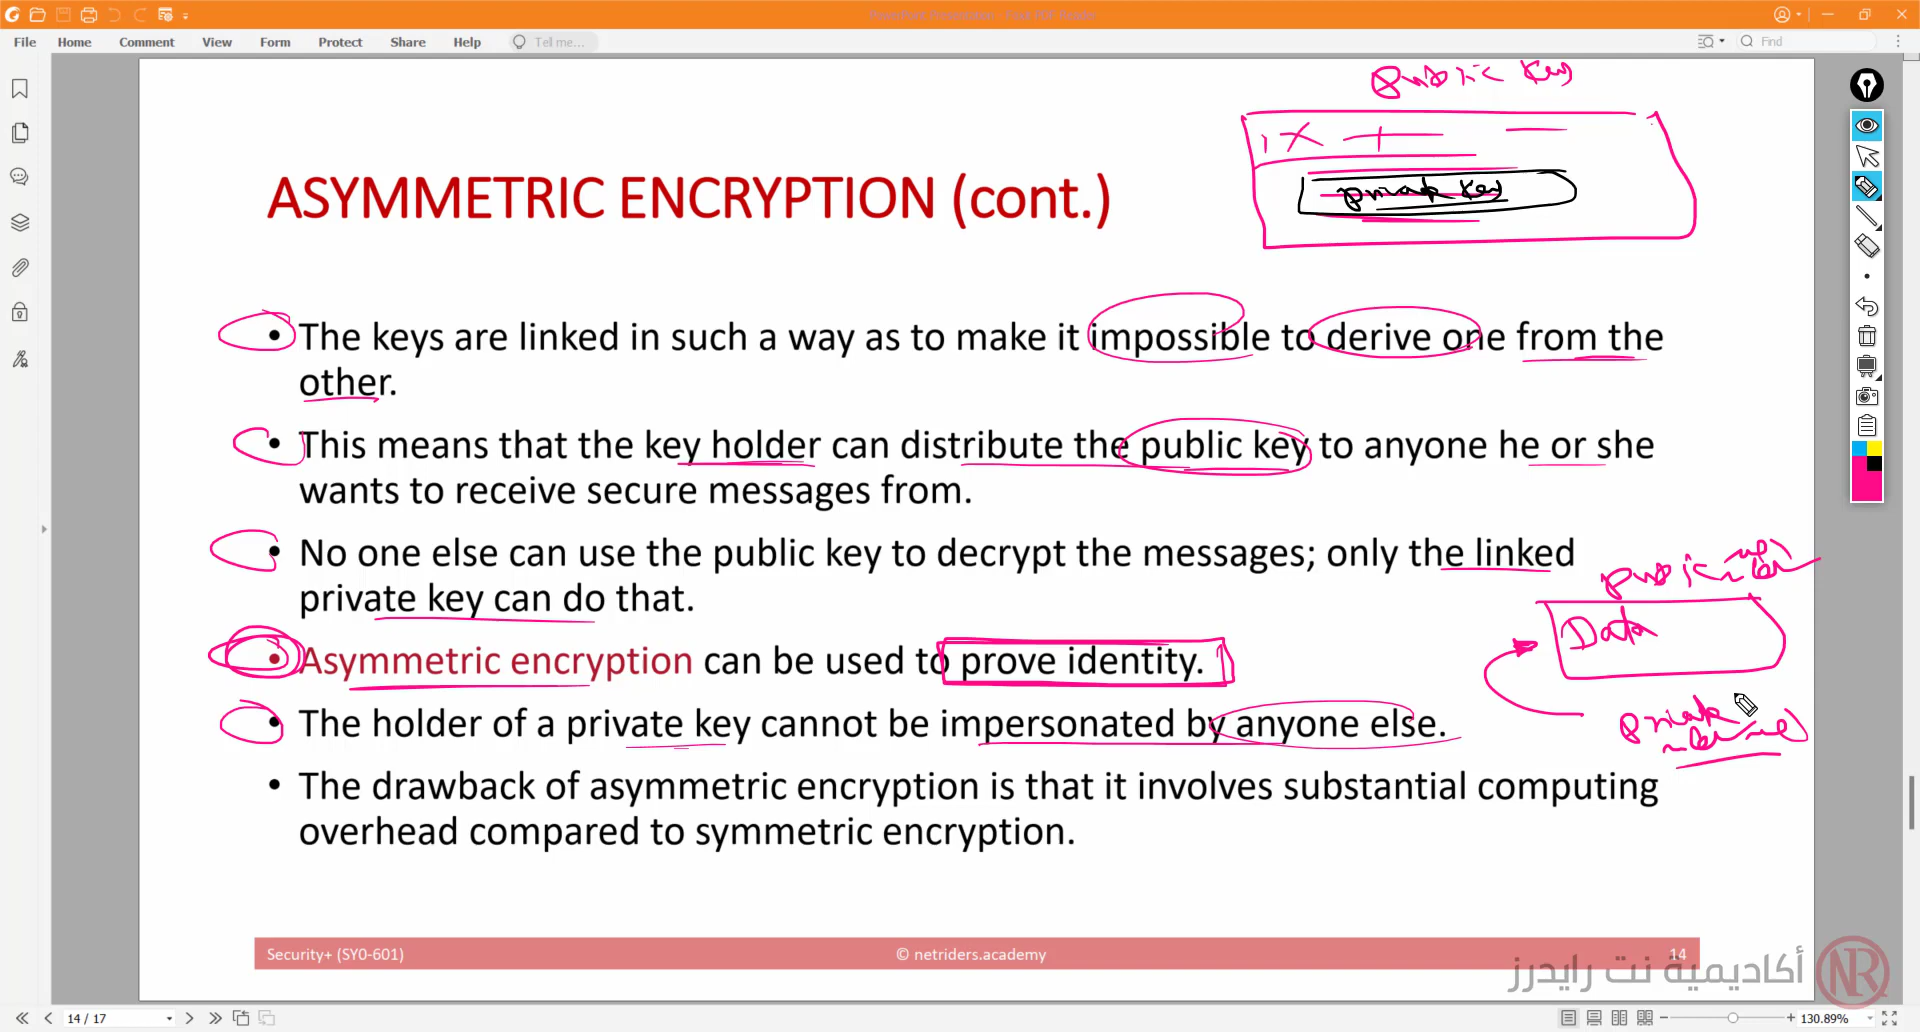 PowerPoint Presentation - Foxit PDF Reader
File Home Comment View Form Protect Share Help Tell me... Find
public key
private key
ASYMMETRIC ENCRYPTION (cont.)
• The keys are linked in such a way as to make it impossible to derive one from the
other.
• This means that the key holder can distribute the public key to anyone he or she
wants to receive secure messages from.
• No one else can use the public key to decrypt the messages; only the linked
private key can do that.
public
Data
• Asymmetric encryption can be used to prove identity.
• The holder of a private key cannot be impersonated by anyone else.
private
• The drawback of asymmetric encryption is that it involves substantial computing
overhead compared to symmetric encryption.
Security+ (SY0-601) © netriders.academy 14
أكاديمية نت رايدرز NR
14 / 17 130.89%